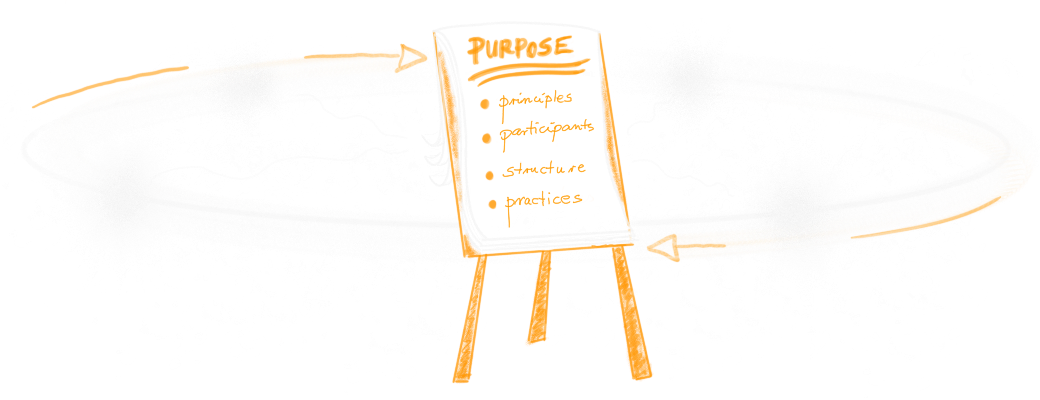 PURPOSE
principles
participants
structure
practices